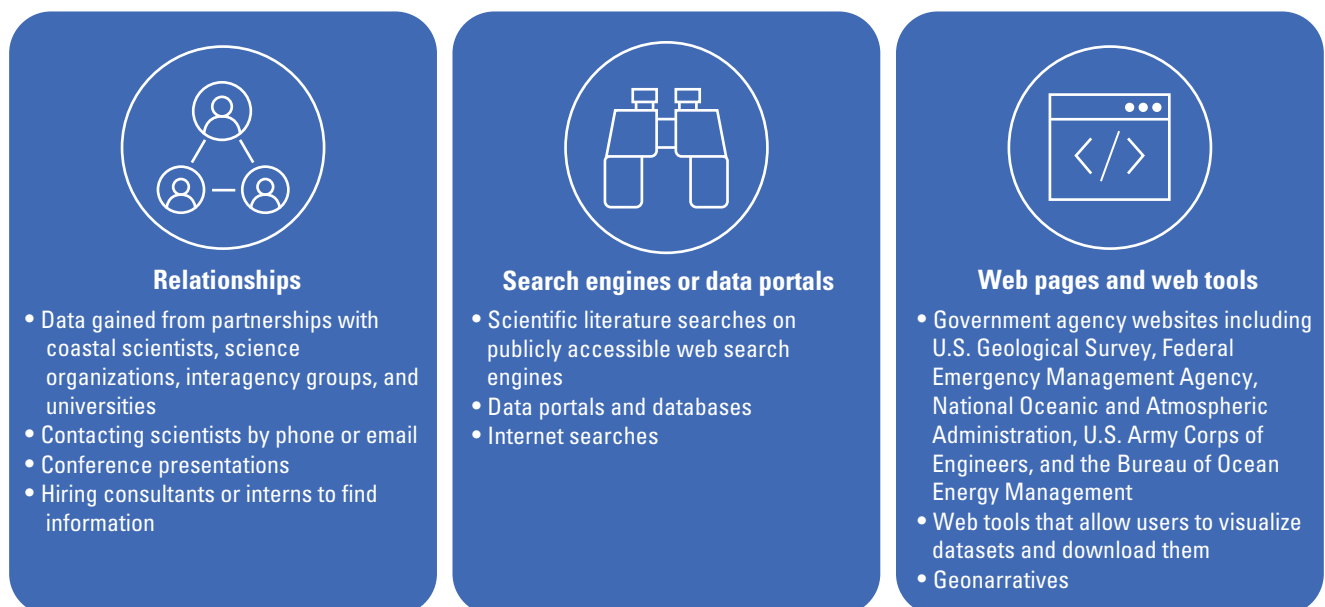 Relationships
• Data gained from partnerships with
coastal scientists, science
organizations, interagency groups, and
universities
• Contacting scientists by phone or email
• Conference presentations
• Hiring consultants or interns to find
information
Search engines or data portals
• Scientific literature searches on
publicly accessible web search
engines
• Data portals and databases
• Internet searches
</>
Web pages and web tools
• Government agency websites including
U.S. Geological Survey, Federal
Emergency Management Agency,
National Oceanic and Atmospheric
Administration, U.S. Army Corps of
Engineers, and the Bureau of Ocean
Energy Management
• Web tools that allow users to visualize
datasets and download them
• Geonarratives